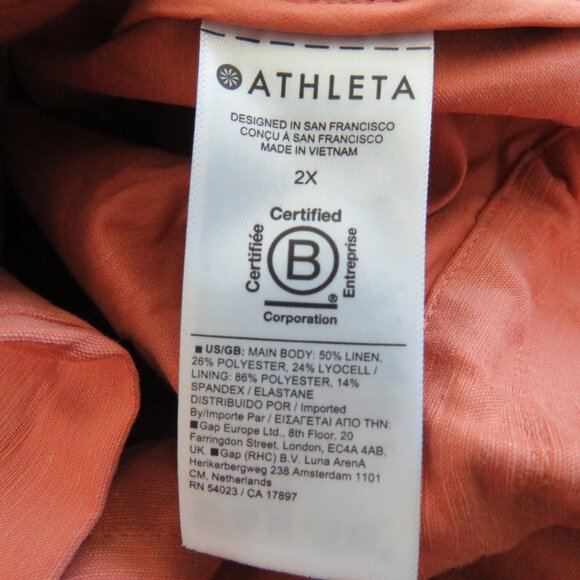 ATHLETA
DESIGNED IN SAN FRANCISCO
CONÇU À SAN FRANCISCO
MADE IN VIETNAM
2X
Certified
Certifiée
B
®
Entreprise
Corporation
■ US/GB: MAIN BODY: 50% LINEN,
26% POLYESTER, 24% LYOCELL /
LINING: 86% POLYESTER, 14%
SPANDEX / ELASTANE
DISTRIBUIDO POR / Imported
By/Importe Par / ΕΙΣΑΓΕΤΑΙ ΑΠΟ ΤΗΝ:
■ Gap Europe Ltd., 8th Floor, 20
Farringdon Street, London, EC4A 4AB,
UK. ■ Gap (RHC) B.V. Luna ArenA
Herikerbergweg 238 Amsterdam 1101
CM, Netherlands
RN 54023 / CA 17897